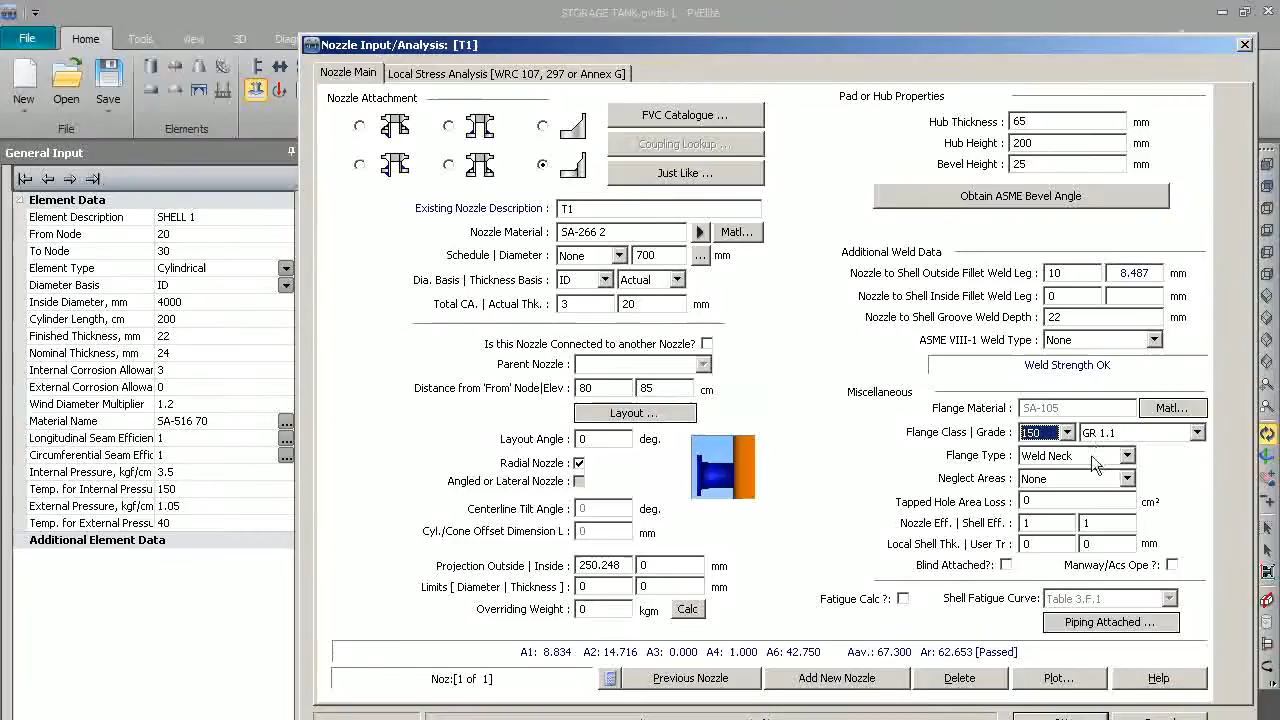 STORAGE TANK.pvdb: 1 - PVElite
File
Home
Tools
View
3D
New
Open
Save
File
Elements
General Input
Element Data
Element Description SHELL 1
From Node 20
To Node 30
Element Type Cylindrical
Diameter Basis ID
Inside Diameter, mm 4000
Cylinder Length, cm 200
Finished Thickness, mm 22
Nominal Thickness, mm 24
Internal Corrosion Allowar 3
External Corrosion Allowa 0
Wind Diameter Multiplier 1.2
Material Name SA-516 70
Longitudinal Seam Efficien 1
Circumferential Seam Effici 1
Internal Pressure, kgf/cm 3.5
Temp. for Internal Pressu 150
External Pressure, kgf/cm 1.05
Temp. for External Pressu 40
Additional Element Data
Nozzle Input/Analysis: [T1]
Nozzle Main
Local Stress Analysis [WRC 107, 297 or Annex G]
Nozzle Attachment
FVC Catalogue ...
Coupling Lookup ...
Just Like ...
Existing Nozzle Description : T1
Nozzle Material : SA-266 2 Matl...
Schedule | Diameter : None 700 ... mm
Dia. Basis | Thickness Basis : ID Actual
Total CA. | Actual Thk. : 3 20 mm
Is this Nozzle Connected to another Nozzle?
Parent Nozzle :
Distance from 'From' Node|Elev : 80 85 cm
Layout ...
Layout Angle : 0 deg.
Radial Nozzle :
Angled or Lateral Nozzle :
Centerline Tilt Angle : 0 deg.
Cyl./Cone Offset Dimension L : 0 mm
Projection Outside | Inside : 250.248 0 mm
Limits [ Diameter | Thickness ] : 0 0 mm
Overriding Weight : 0 kgm Calc
Pad or Hub Properties
Hub Thickness : 65 mm
Hub Height : 200 mm
Bevel Height : 25 mm
Obtain ASME Bevel Angle
Additional Weld Data
Nozzle to Shell Outside Fillet Weld Leg : 10 8.487 mm
Nozzle to Shell Inside Fillet Weld Leg : 0 mm
Nozzle to Shell Groove Weld Depth : 22 mm
ASME VIII-1 Weld Type : None
Weld Strength OK
Miscellaneous
Flange Material : SA-105 Matl...
Flange Class | Grade : 150 GR 1.1
Flange Type : Weld Neck
Neglect Areas : None
Tapped Hole Area Loss : 0 cm²
Nozzle Eff. | Shell Eff. : 1 1
Local Shell Thk. | User Tr : 0 0 mm
Blind Attached?: Manway/Acs Ope ?:
Fatigue Calc ?: Shell Fatigue Curve: Table 3.F.1
Piping Attached ...
A1: 8.834 A2: 14.716 A3: 0.000 A4: 1.000 A6: 42.750 Aav.: 67.300 Ar: 62.653 [Passed]
Noz:[1 of 1]
Previous Nozzle
Add New Nozzle
Delete
Plot...
Help